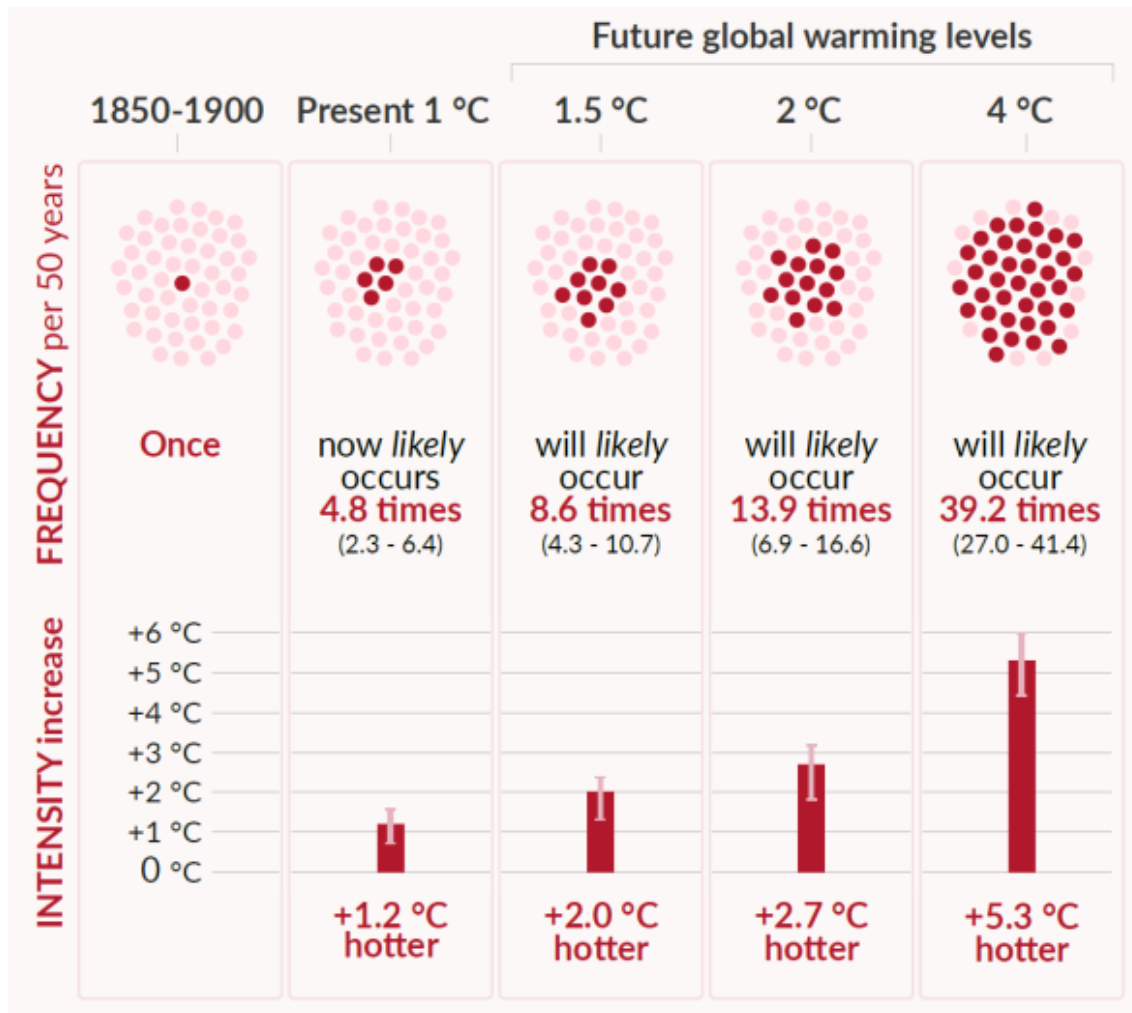 Future global warming levels
1850-1900
Present 1 °C
1.5 °C
2 °C
4 °C
FREQUENCY per 50 years
Once
now likely
occurs
4.8 times
(2.3 - 6.4)
will likely
occur
8.6 times
(4.3 - 10.7)
will likely
occur
13.9 times
(6.9 - 16.6)
will likely
occur
39.2 times
(27.0 - 41.4)
INTENSITY increase
+6 °C
+5 °C
+4 °C
+3 °C
+2 °C
+1 °C
0 °C
+1.2 °C
hotter
+2.0 °C
hotter
+2.7 °C
hotter
+5.3 °C
hotter